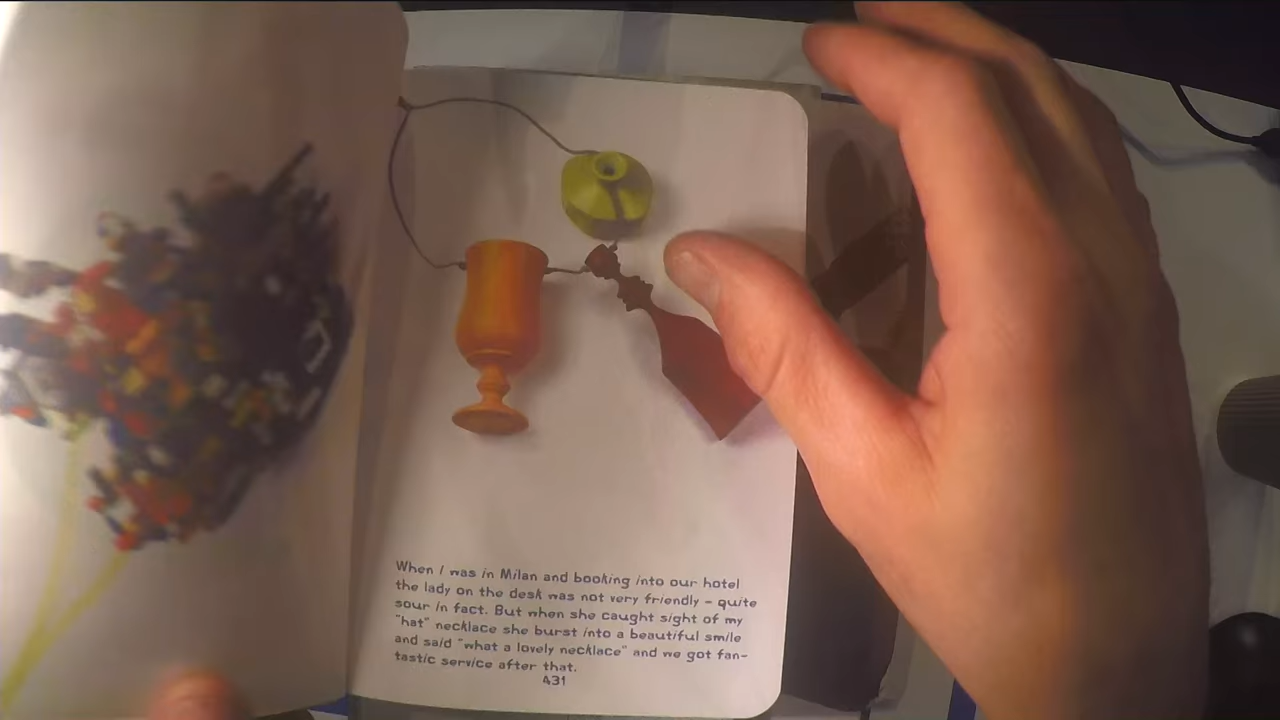 When I was in Milan and booking into our hotel
the lady on the desk was not very friendly – quite
sour in fact. But when she caught sight of my
"hat" necklace she burst into a beautiful smile
and said "what a lovely necklace" and we got fan-
tastic service after that.
431